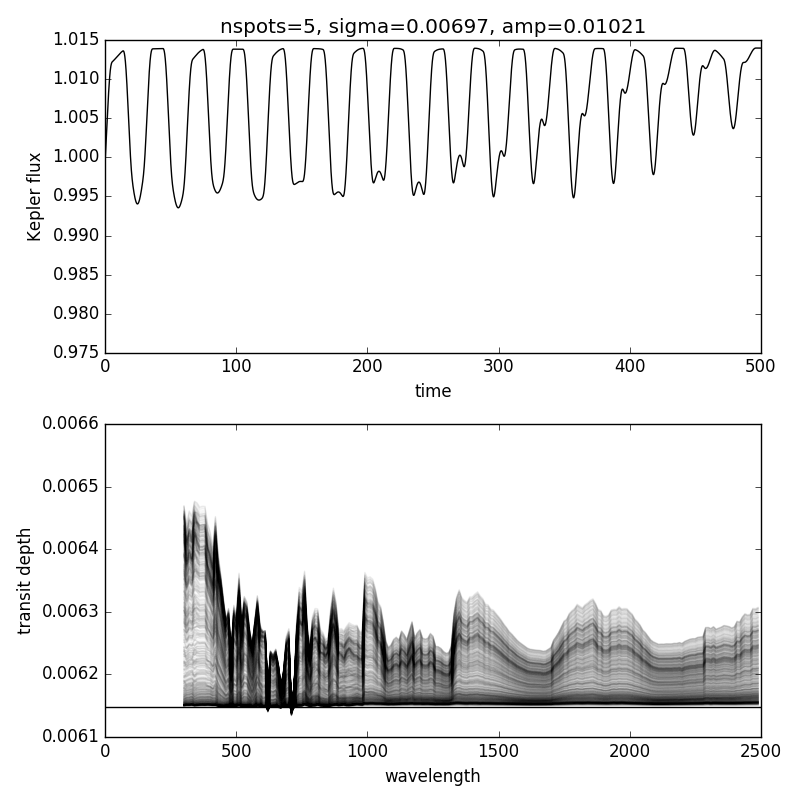 nspots=5, sigma=0.00697, amp=0.01021
1.015
1.010
1.005
1.000
0.995
0.990
0.985
0.980
0.975
Kepler flux
0 100 200 300 400 500
time
0.0066
0.0065
0.0064
0.0063
0.0062
0.0061
transit depth
0 500 1000 1500 2000 2500
wavelength